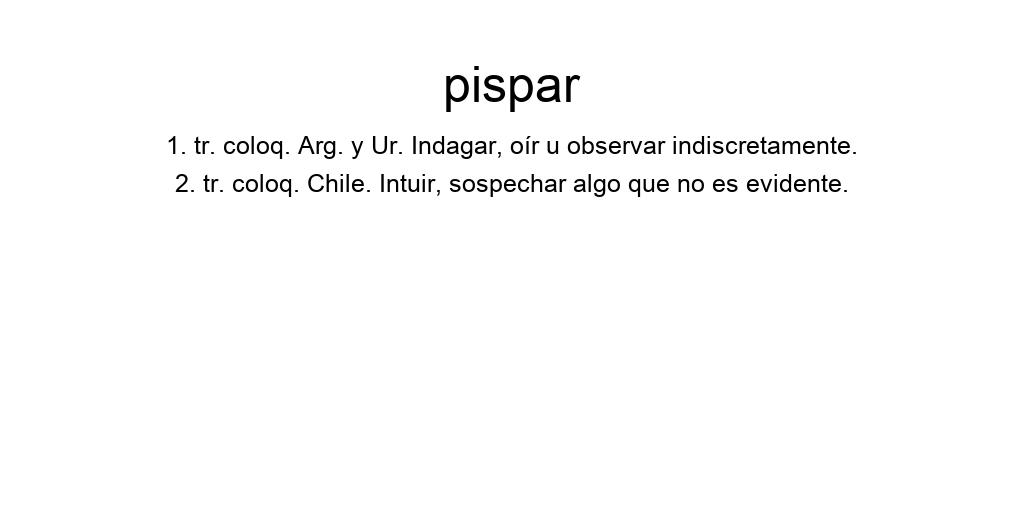 pispar
1. tr. coloq. Arg. y Ur. Indagar, oír u observar indiscretamente.
2. tr. coloq. Chile. Intuir, sospechar algo que no es evidente.